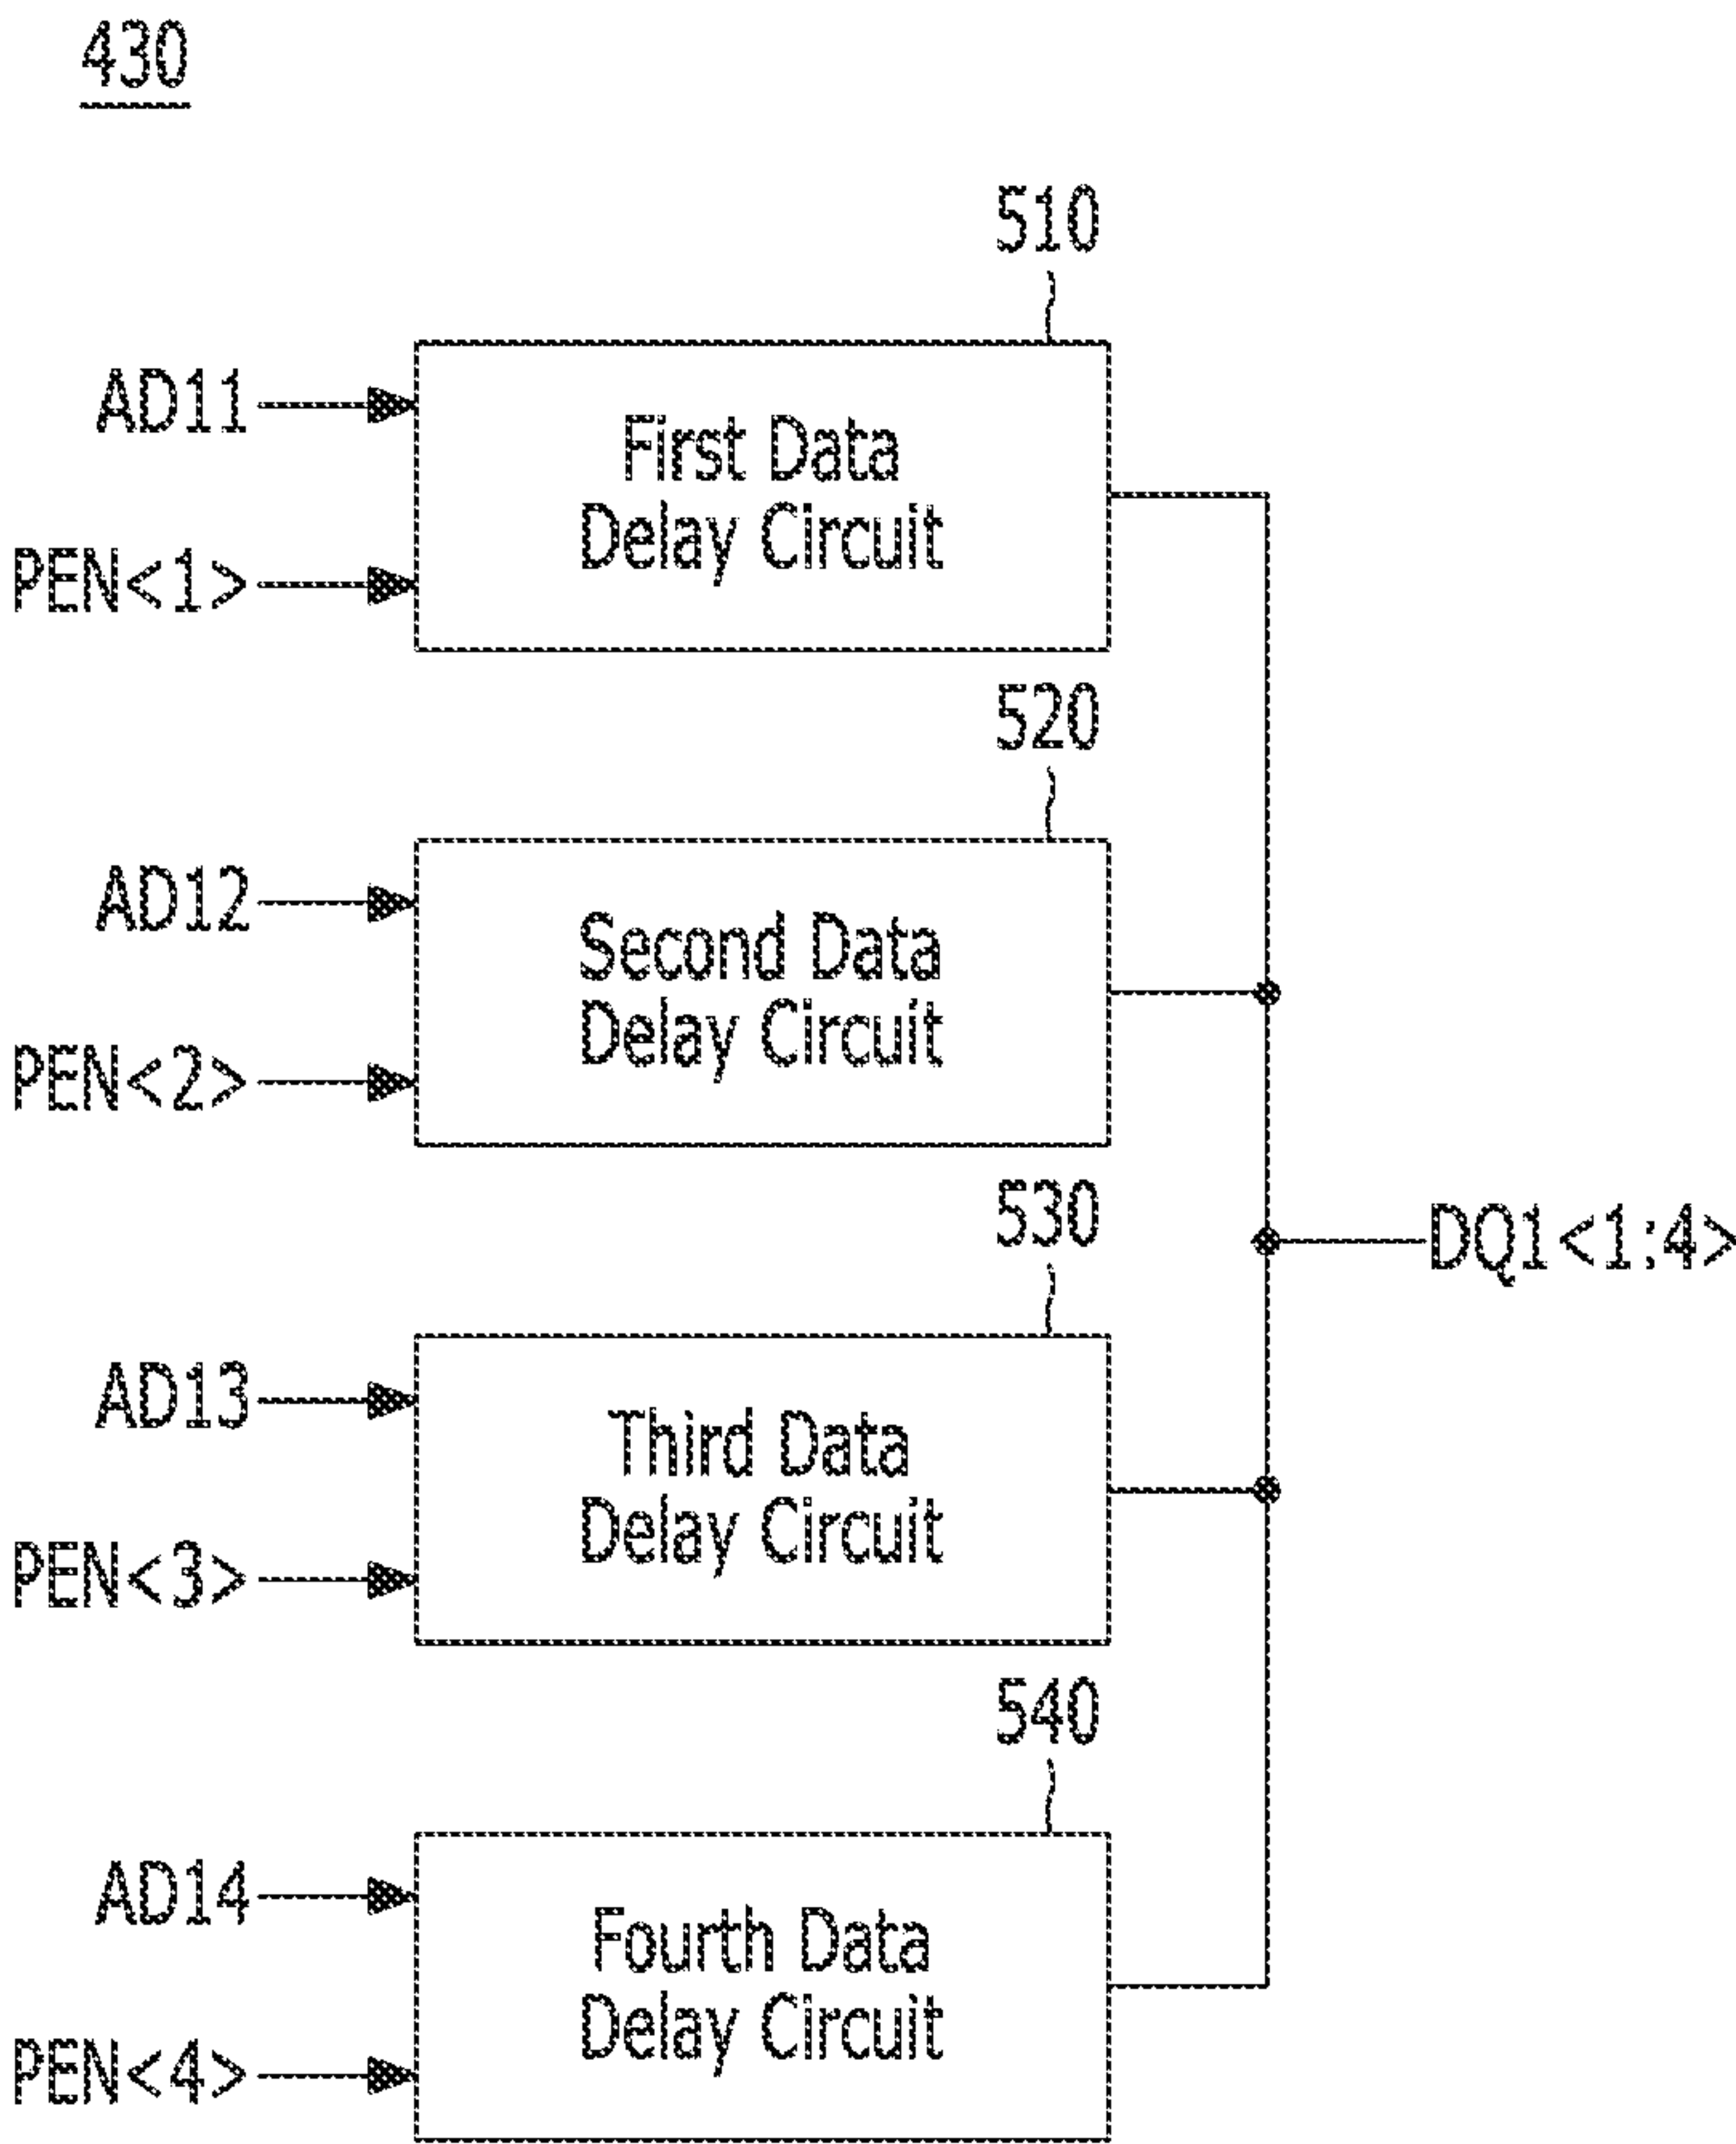 430
510
AD11
First Data
Delay Circuit
PEN<1>
520
AD12
Second Data
Delay Circuit
PEN<2>
530
DQ1<1:4>
AD13
Third Data
Delay Circuit
PEN<3>
540
AD14
Fourth Data
Delay Circuit
PEN<4>